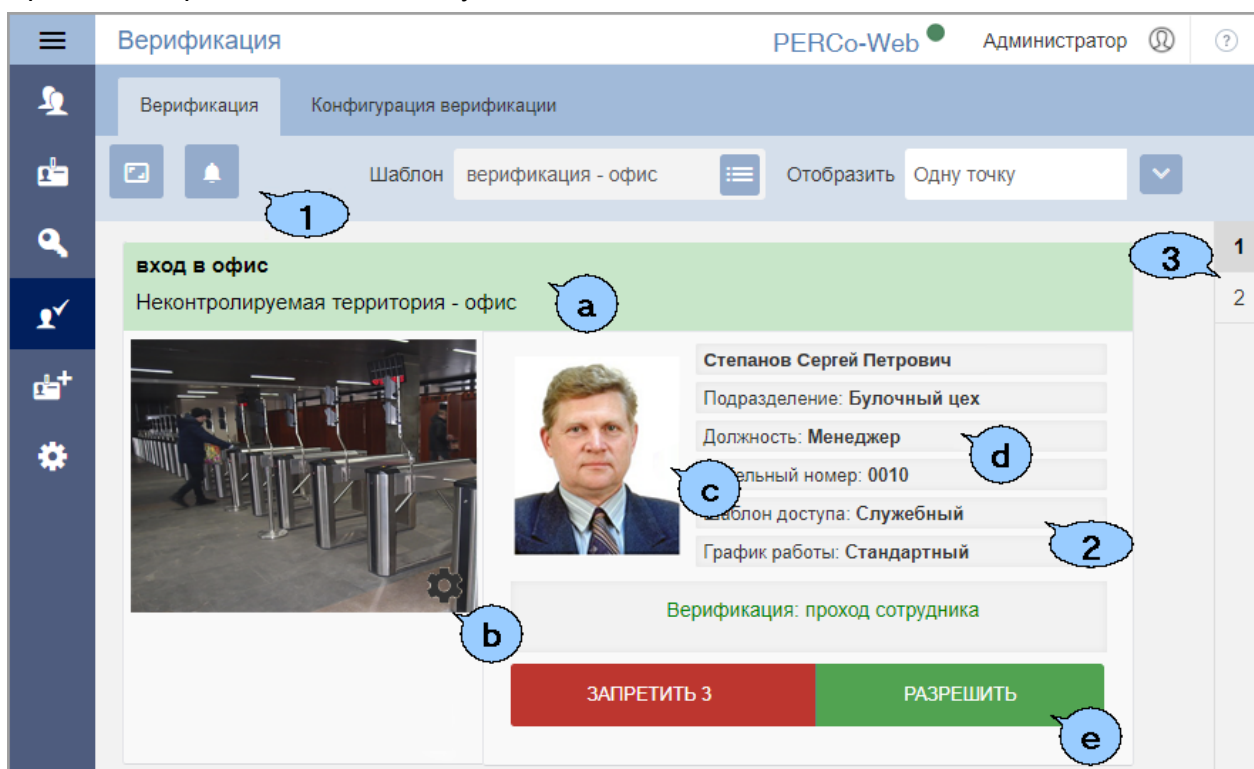 Верификация
PERCo-Web
Администратор
?
Верификация
Конфигурация верификации
Шаблон
верификация - офис
Отобразить
Одну точку
1
вход в офис
Неконтролируемая территория - офис
a
3
1
2
Степанов Сергей Петрович
Подразделение: Булочный цех
Должность: Менеджер
d
c
номер: 0010
доступа: Служебный
2
График работы: Стандартный
b
Верификация: проход сотрудника
ЗАПРЕТИТЬ 3
РАЗРЕШИТЬ
e